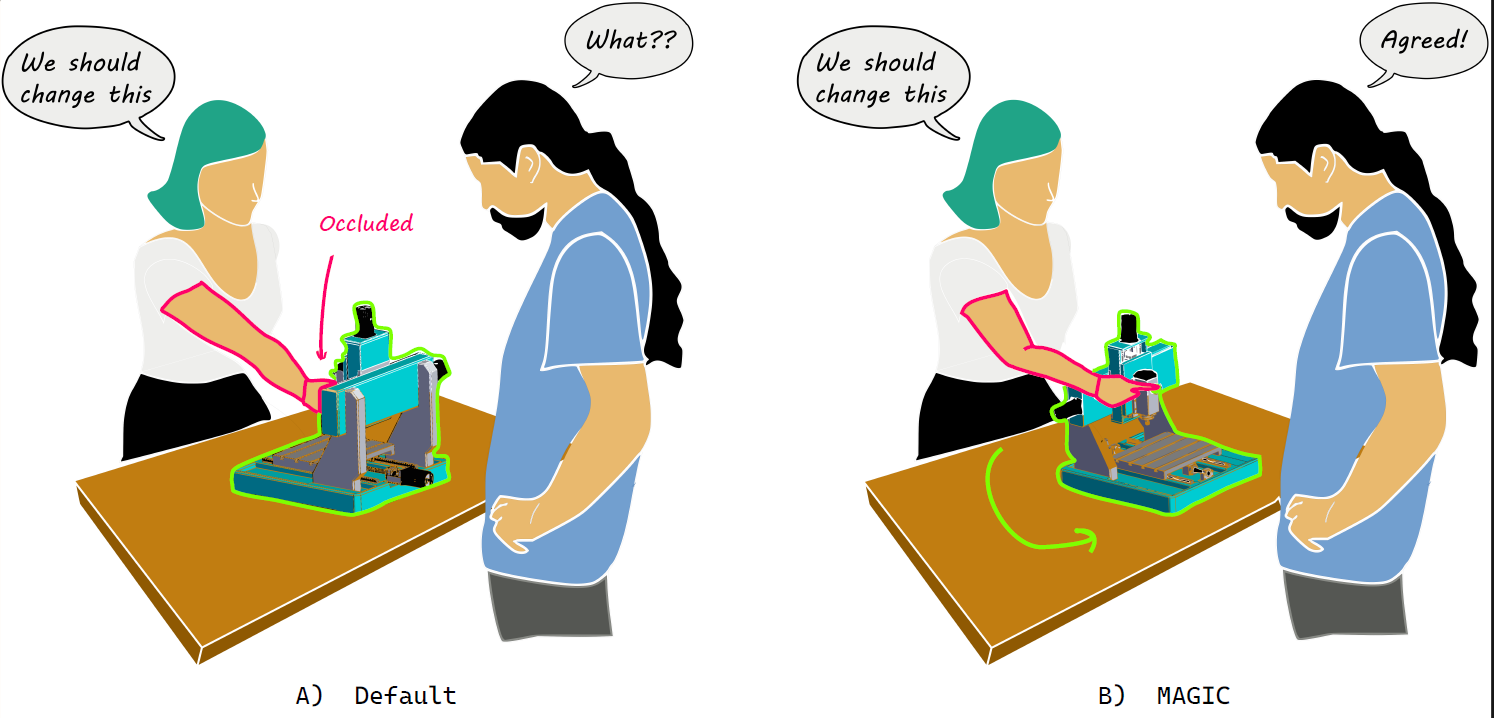 We should
change this
What??
Occluded
A) Default
We should
change this
Agreed!
B) MAGIC